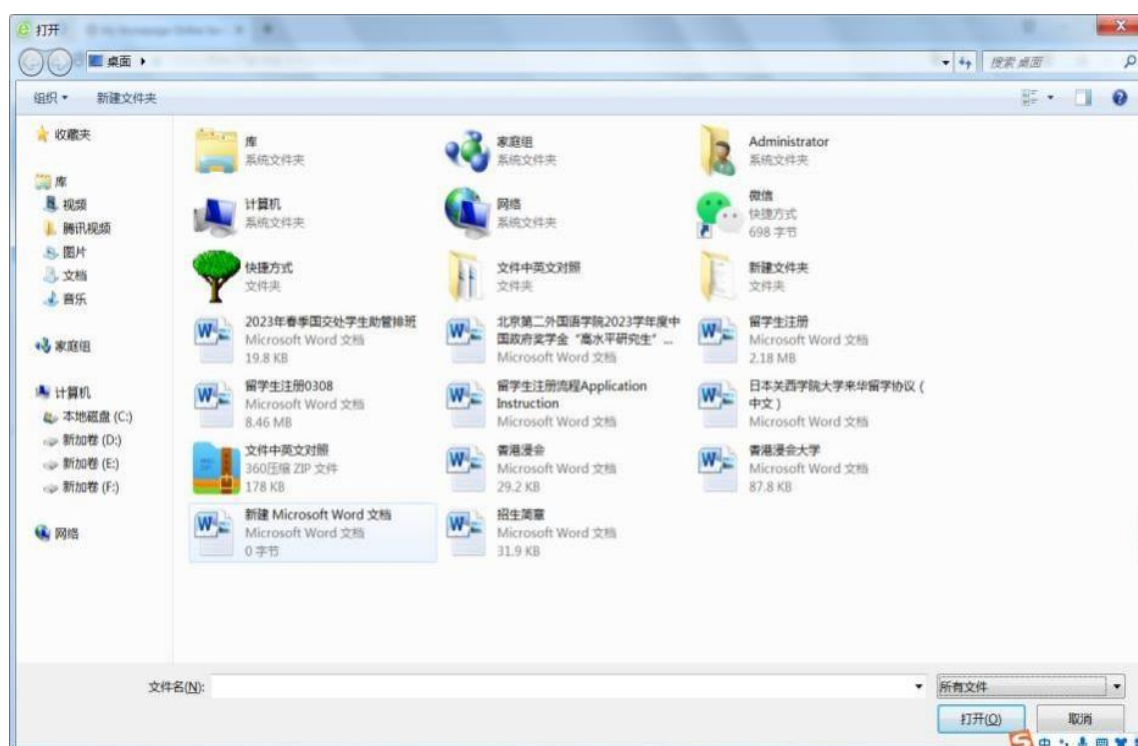 打开
桌面
搜索 桌面
组织
新建文件夹
收藏夹
库
视频
腾讯视频
图片
文档
音乐
家庭组
计算机
本地磁盘 (C:)
新加卷 (D:)
新加卷 (E:)
新加卷 (F:)
网络
库
系统文件夹
家庭组
系统文件夹
Administrator
系统文件夹
计算机
系统文件夹
网络
系统文件夹
微信
快捷方式
698 字节
快捷方式
文件夹
文件中英文对照
文件夹
新建文件夹
文件夹
2023年春季国交处学生助管排班
Microsoft Word 文档
19.8 KB
北京第二外国语学院2023学年度中
国政府奖学金“高水平研究生”...
Microsoft Word 文档
留学生注册
Microsoft Word 文档
2.18 MB
留学生注册0308
Microsoft Word 文档
8.46 MB
留学生注册流程Application
Instruction
Microsoft Word 文档
日本关西学院大学来华留学协议（
中文）
Microsoft Word 文档
文件中英文对照
360压缩 ZIP 文件
178 KB
香港浸会
Microsoft Word 文档
29.2 KB
香港浸会大学
Microsoft Word 文档
87.8 KB
新建 Microsoft Word 文档
Microsoft Word 文档
0 字节
招生简章
Microsoft Word 文档
31.9 KB
文件名(N):
所有文件
打开(O)
取消
中